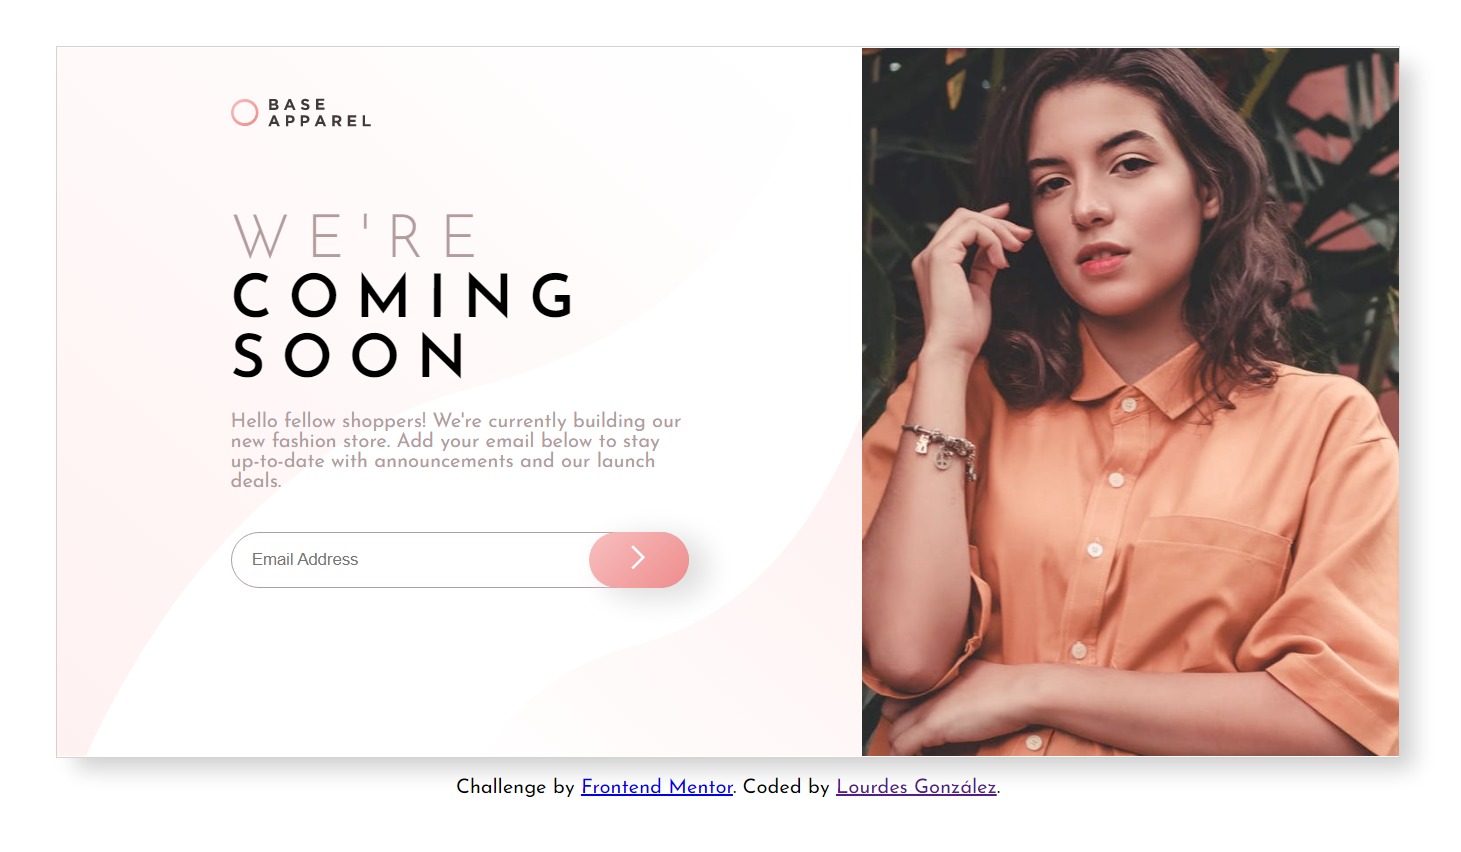 BASE
APPAREL
WE'RE
COMING
SOON
Hello fellow shoppers! We're currently building our
new fashion store. Add your email below to stay
up-to-date with announcements and our launch
deals.
Email Address
Challenge by Frontend Mentor. Coded by Lourdes González.